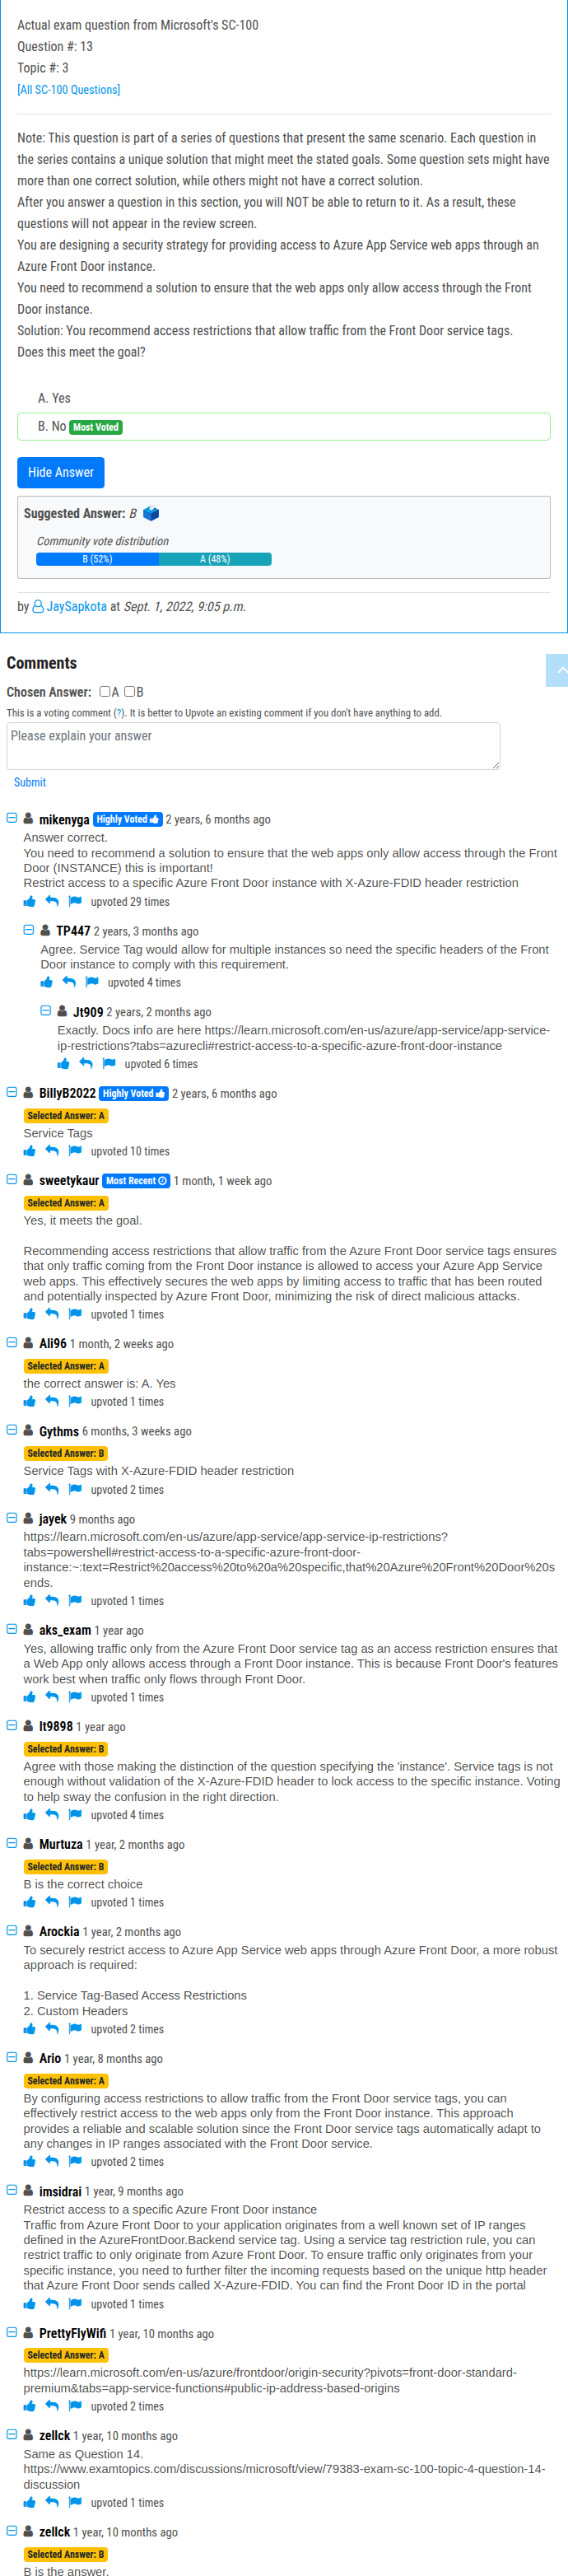 Actual exam question from Microsoft's SC-100
Question #: 13
Topic #: 3
[All SC-100 Questions]
Note: This question is part of a series of questions that present the same scenario. Each question in
the series contains a unique solution that might meet the stated goals. Some question sets might have
more than one correct solution, while others might not have a correct solution.
After you answer a question in this section, you will NOT be able to return to it. As a result, these
questions will not appear in the review screen.
You are designing a security strategy for providing access to Azure App Service web apps through an
Azure Front Door instance.
You need to recommend a solution to ensure that the web apps only allow access through the Front
Door instance.
Solution: You recommend access restrictions that allow traffic from the Front Door service tags.
Does this meet the goal?
A. Yes
B. No Most Voted
Hide Answer
Suggested Answer: B
Community vote distribution
B (52%) A (48%)
by JaySapkota at Sept. 1, 2022, 9:05 p.m.
Comments
Chosen Answer: A B
This is a voting comment (?). It is better to Upvote an existing comment if you don't have anything to add.
Please explain your answer
Submit
mikenyga Highly Voted 2 years, 6 months ago
Answer correct.
You need to recommend a solution to ensure that the web apps only allow access through the Front
Door (INSTANCE) this is important!
Restrict access to a specific Azure Front Door instance with X-Azure-FDID header restriction
upvoted 29 times
TP447 2 years, 3 months ago
Agree. Service Tag would allow for multiple instances so need the specific headers of the Front
Door instance to comply with this requirement.
upvoted 4 times
Jt909 2 years, 2 months ago
Exactly. Docs info are here https://learn.microsoft.com/en-us/azure/app-service/app-service-
ip-restrictions?tabs=azurecli#restrict-access-to-a-specific-azure-front-door-instance
upvoted 6 times
BillyB2022 Highly Voted 2 years, 6 months ago
Selected Answer: A
Service Tags
upvoted 10 times
sweetykaur Most Recent 1 month, 1 week ago
Selected Answer: A
Yes, it meets the goal.
Recommending access restrictions that allow traffic from the Azure Front Door service tags ensures
that only traffic coming from the Front Door instance is allowed to access your Azure App Service
web apps. This effectively secures the web apps by limiting access to traffic that has been routed
and potentially inspected by Azure Front Door, minimizing the risk of direct malicious attacks.
upvoted 1 times
Ali96 1 month, 2 weeks ago
Selected Answer: A
the correct answer is: A. Yes
upvoted 1 times
Gythms 6 months, 3 weeks ago
Selected Answer: B
Service Tags with X-Azure-FDID header restriction
upvoted 2 times
jayek 9 months ago
https://learn.microsoft.com/en-us/azure/app-service/app-service-ip-restrictions?
tabs=powershell#restrict-access-to-a-specific-azure-front-door-
instance:~:text=Restrict%20access%20to%20a%20specific,that%20Azure%20Front%20Door%20s
ends.
upvoted 1 times
aks_exam 1 year ago
Yes, allowing traffic only from the Azure Front Door service tag as an access restriction ensures that
a Web App only allows access through a Front Door instance. This is because Front Door's features
work best when traffic only flows through Front Door.
upvoted 1 times
lt9898 1 year ago
Selected Answer: B
Agree with those making the distinction of the question specifying the 'instance'. Service tags is not
enough without validation of the X-Azure-FDID header to lock access to the specific instance. Voting
to help sway the confusion in the right direction.
upvoted 4 times
Murtuza 1 year, 2 months ago
Selected Answer: B
B is the correct choice
upvoted 1 times
Arockia 1 year, 2 months ago
To securely restrict access to Azure App Service web apps through Azure Front Door, a more robust
approach is required:
1. Service Tag-Based Access Restrictions
2. Custom Headers
upvoted 2 times
Ario 1 year, 8 months ago
Selected Answer: A
By configuring access restrictions to allow traffic from the Front Door service tags, you can
effectively restrict access to the web apps only from the Front Door instance. This approach
provides a reliable and scalable solution since the Front Door service tags automatically adapt to
any changes in IP ranges associated with the Front Door service.
upvoted 2 times
imsidrai 1 year, 9 months ago
Restrict access to a specific Azure Front Door instance
Traffic from Azure Front Door to your application originates from a well known set of IP ranges
defined in the AzureFrontDoor.Backend service tag. Using a service tag restriction rule, you can
restrict traffic to only originate from Azure Front Door. To ensure traffic only originates from your
specific instance, you need to further filter the incoming requests based on the unique http header
that Azure Front Door sends called X-Azure-FDID. You can find the Front Door ID in the portal
upvoted 1 times
PrettyFlyWifi 1 year, 10 months ago
Selected Answer: A
https://learn.microsoft.com/en-us/azure/frontdoor/origin-security?pivots=front-door-standard-
premium&tabs=app-service-functions#public-ip-address-based-origins
upvoted 2 times
zellck 1 year, 10 months ago
Same as Question 14.
https://www.examtopics.com/discussions/microsoft/view/79383-exam-sc-100-topic-4-question-14-
discussion
upvoted 1 times
zellck 1 year, 10 months ago
Selected Answer: B
B is the answer.